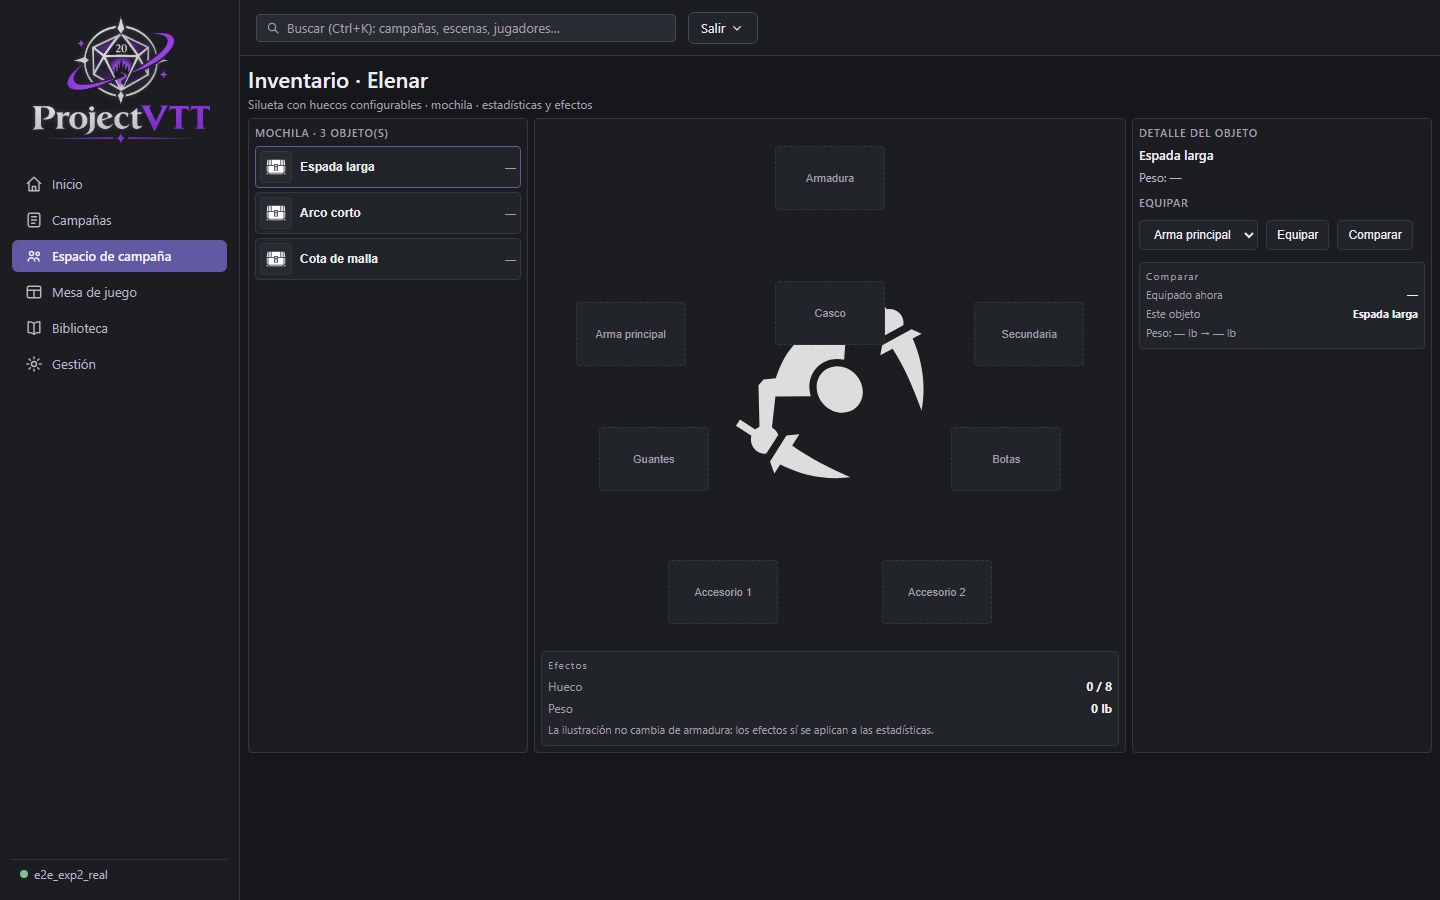 20
ProjectVTT
Inicio
Campañas
Espacio de campaña
Mesa de juego
Biblioteca
Gestión
e2e_exp2_real
Buscar (Ctrl+K): campañas, escenas, jugadores...
Salir
Inventario · Elenar
Silueta con huecos configurables · mochila · estadísticas y efectos
MOCHILA · 3 OBJETO(S)
Espada larga —
Arco corto —
Cota de malla —
Armadura
Casco
Arma principal
Secundaria
Guantes
Botas
Accesorio 1
Accesorio 2
Efectos
Hueco 0 / 8
Peso 0 lb
La ilustración no cambia de armadura: los efectos sí se aplican a las estadísticas.
DETALLE DEL OBJETO
Espada larga
Peso: —
EQUIPAR
Arma principal Equipar Comparar
Comparar
Equipado ahora —
Este objeto Espada larga
Peso: — lb → — lb